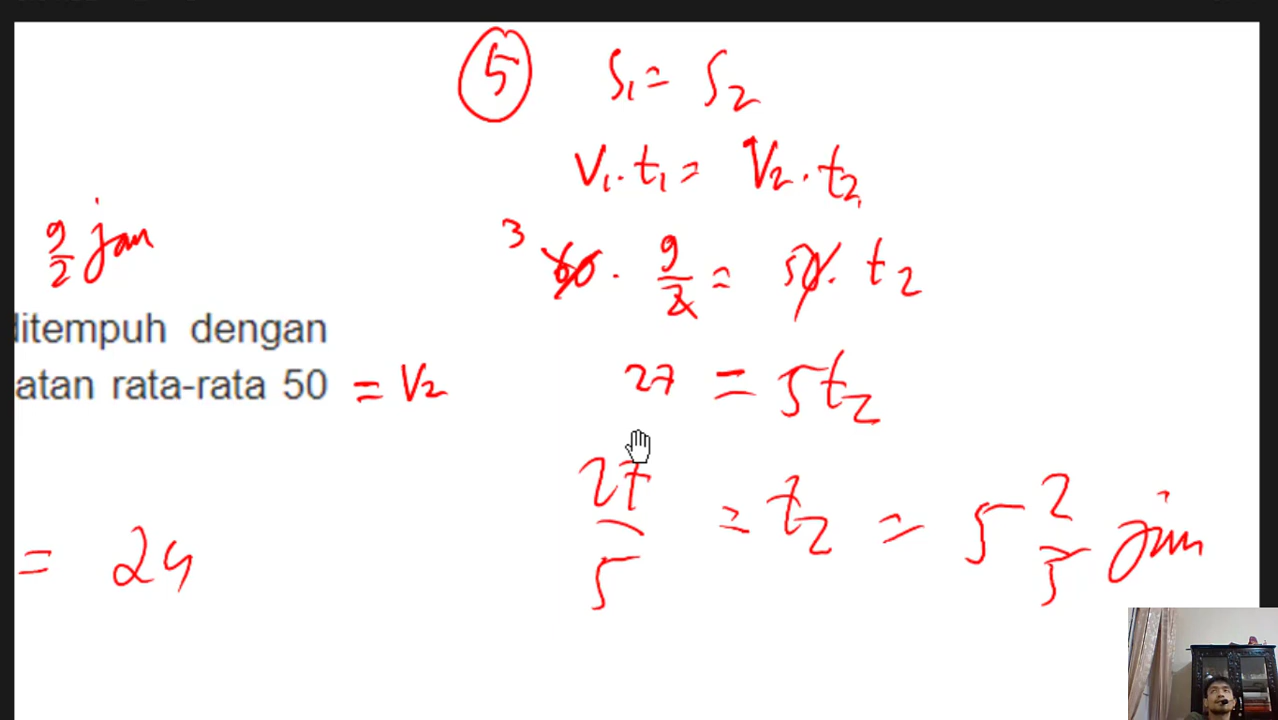 5
S₁ = S₂
V₁ . t₁ = V₂ . t₂
9/2 jam
3
60 . 9/2 = 50 . t₂
ditempuh dengan
atan rata-rata 50 = V₂
27 = 5t₂
27/5 = t₂ = 5 2/5 jam
= 24